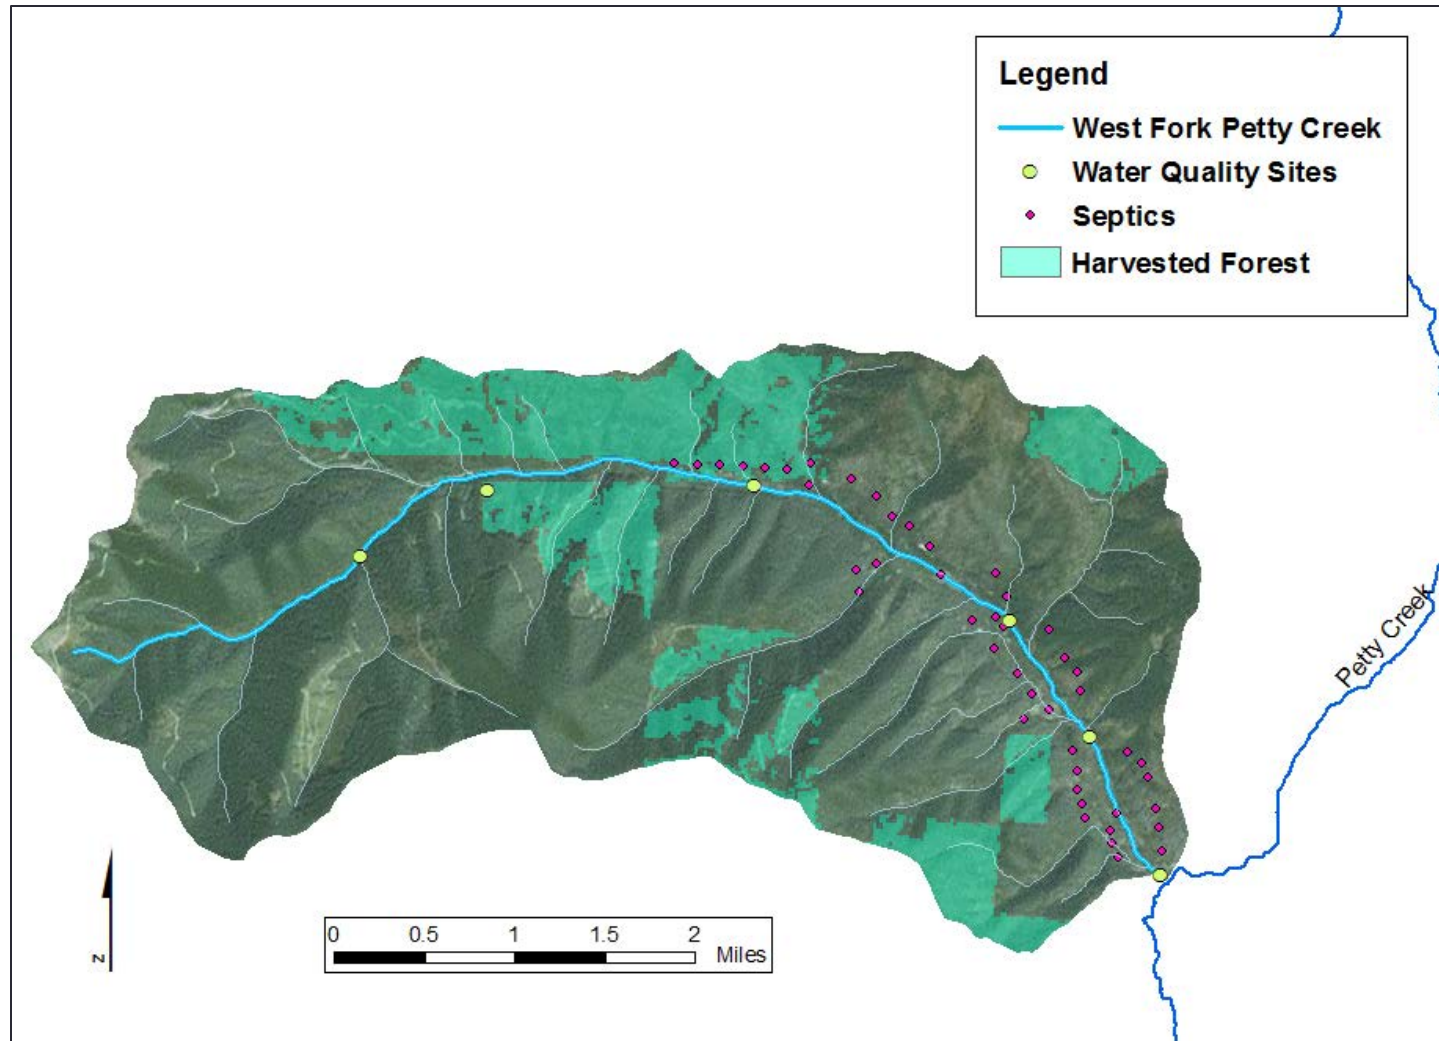 Legend
West Fork Petty Creek
Water Quality Sites
Septics
Harvested Forest
Petty Creek
0 0.5 1 1.5 2
Miles
z